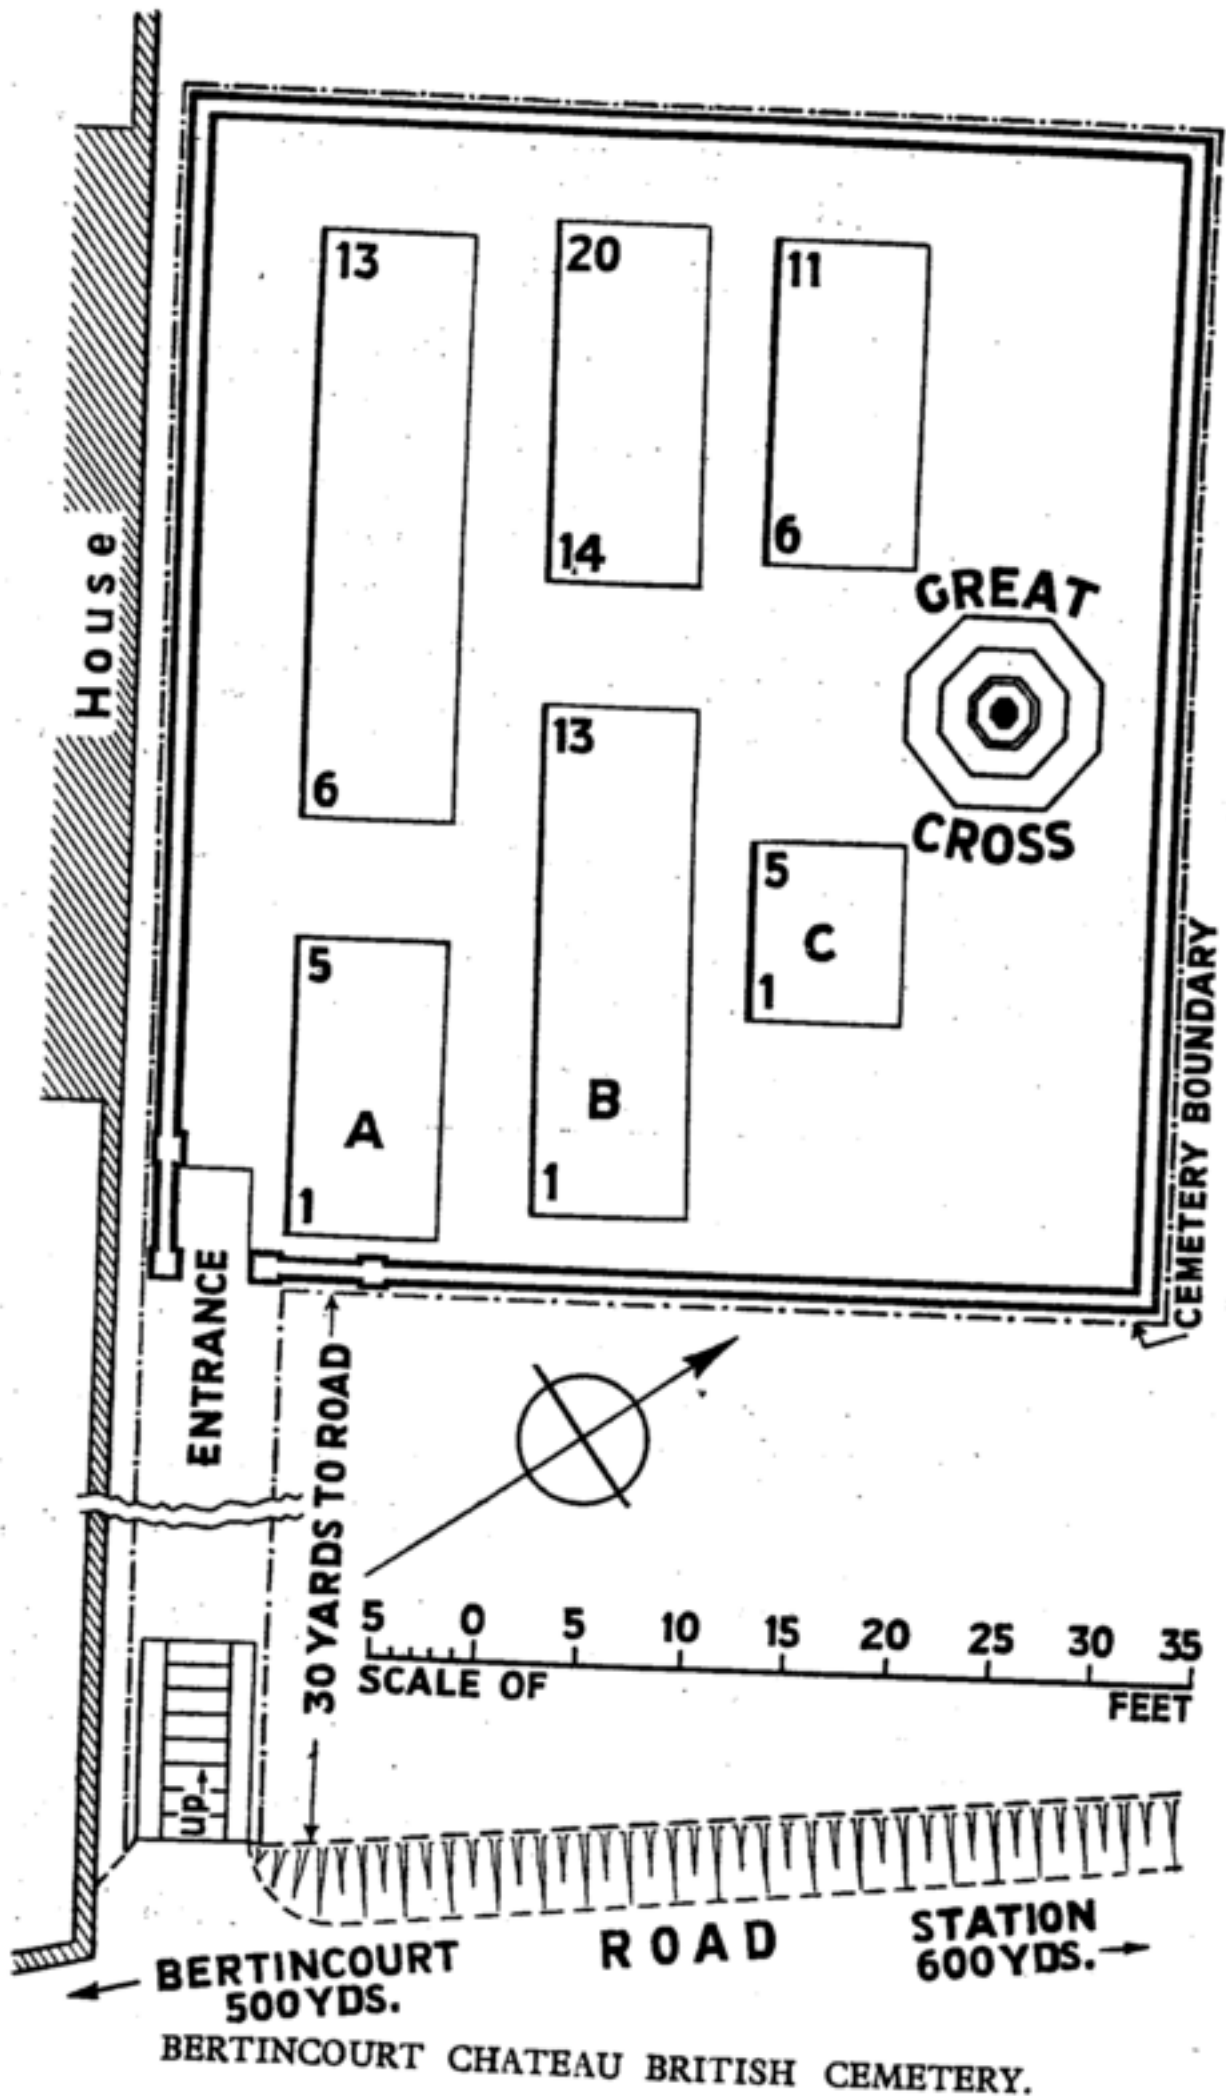 13
20
11
14
6
House
GREAT
CROSS
13
6
5
C
1
5
A
1
B
1
CEMETERY BOUNDARY
ENTRANCE
30 YARDS TO ROAD
5 0 5 10 15 20 25 30 35
SCALE OF
FEET
up
ROAD
STATION
600 YDS.
BERTINCOURT
500 YDS.
BERTINCOURT CHATEAU BRITISH CEMETERY.